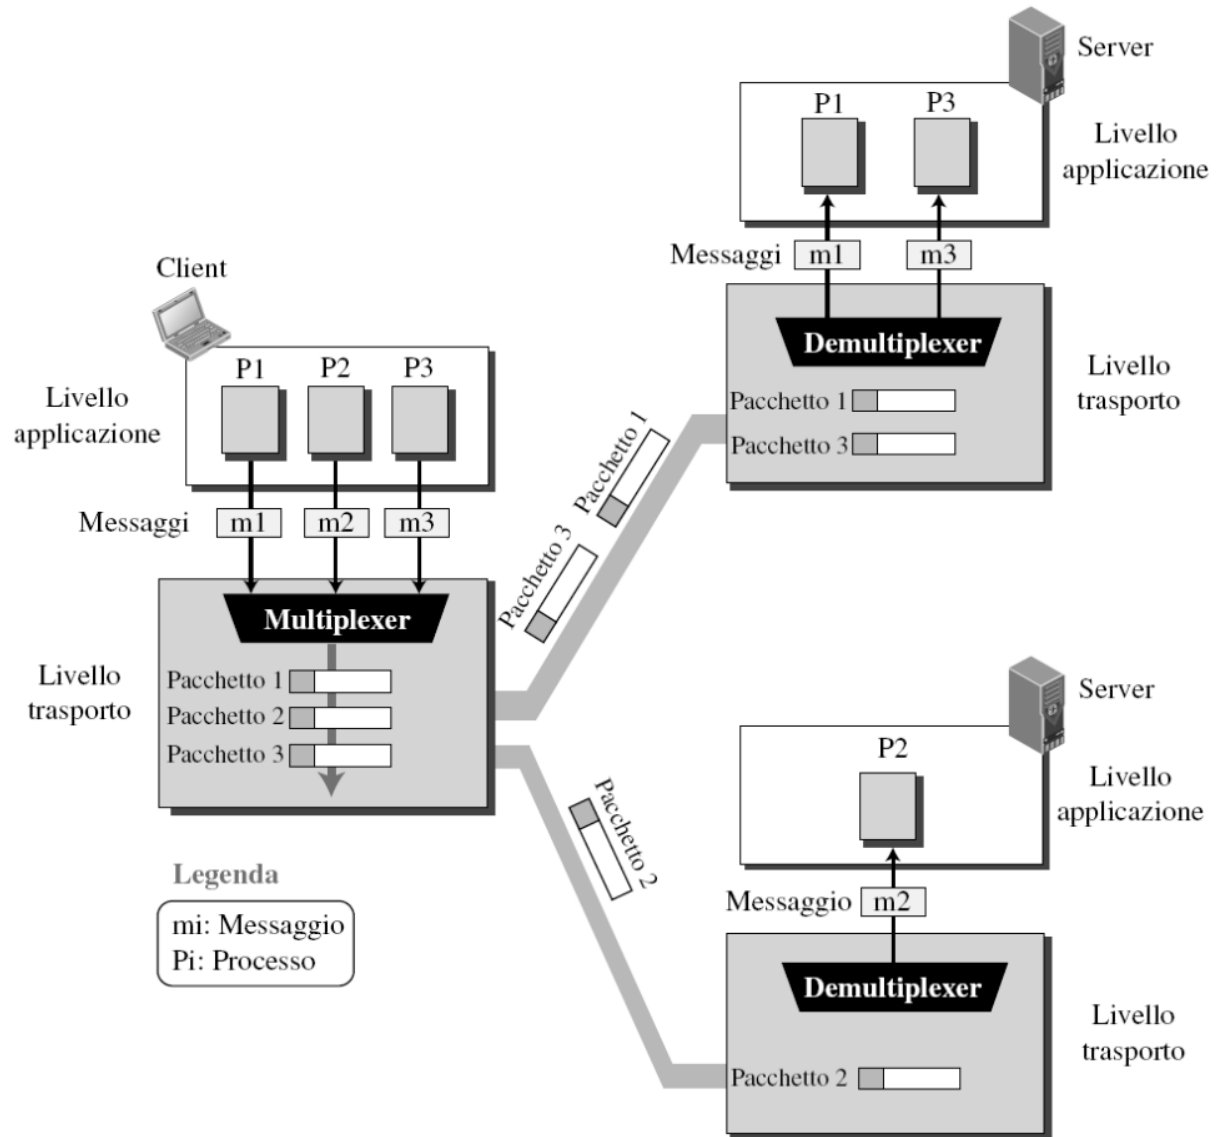 Server
P1
P3
Livello
applicazione
Messaggi
m1
m3
Demultiplexer
Livello
trasporto
Pacchetto 1
Pacchetto 3
Client
P1
P2
P3
Livello
applicazione
Messaggi
m1
m2
m3
Multiplexer
Livello
trasporto
Pacchetto 1
Pacchetto 2
Pacchetto 3
Pacchetto 1
Pacchetto 3
Pacchetto 2
Server
P2
Livello
applicazione
Messaggio
m2
Demultiplexer
Livello
trasporto
Pacchetto 2
Legenda
mi: Messaggio
Pi: Processo